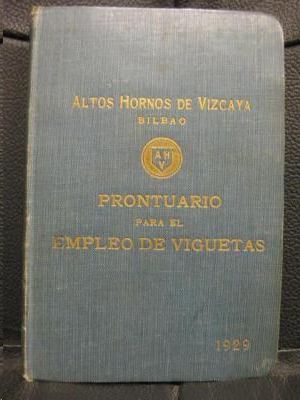 ALTOS HORNOS DE VIZCAYA
BILBAO
AHV
PRONTUARIO
PARA EL
EMPLEO DE VIGUETAS
1929